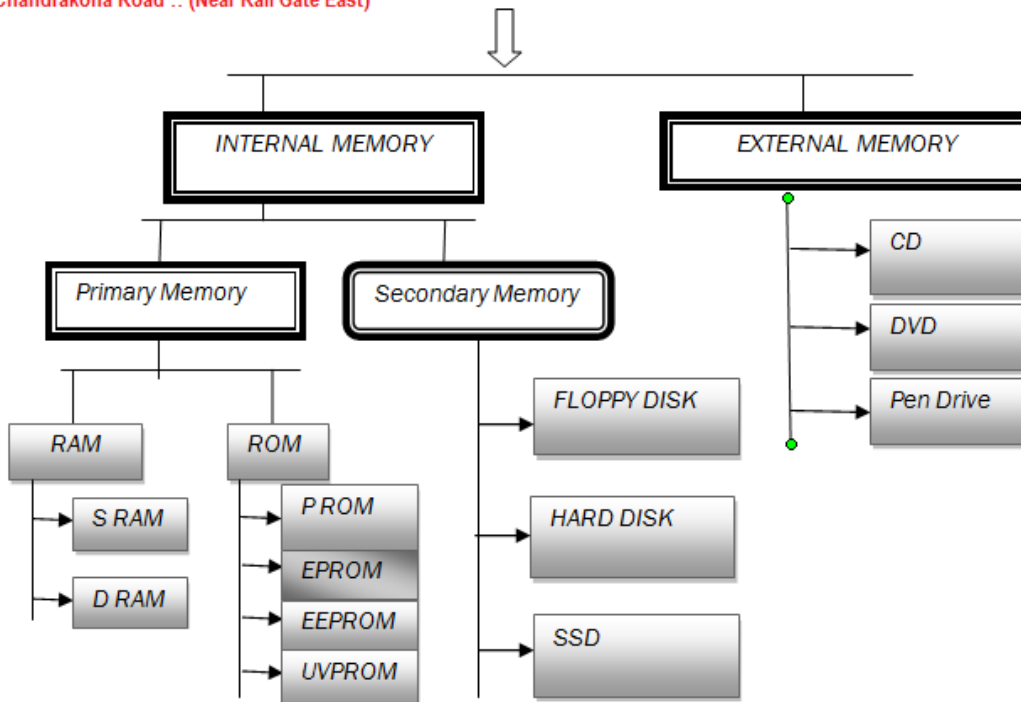 Chandrakona Road :: (Near Rail Gate East)
INTERNAL MEMORY
EXTERNAL MEMORY
Primary Memory
Secondary Memory
CD
DVD
Pen Drive
FLOPPY DISK
HARD DISK
SSD
RAM
S RAM
D RAM
ROM
P ROM
EPROM
EEPROM
UVPROM